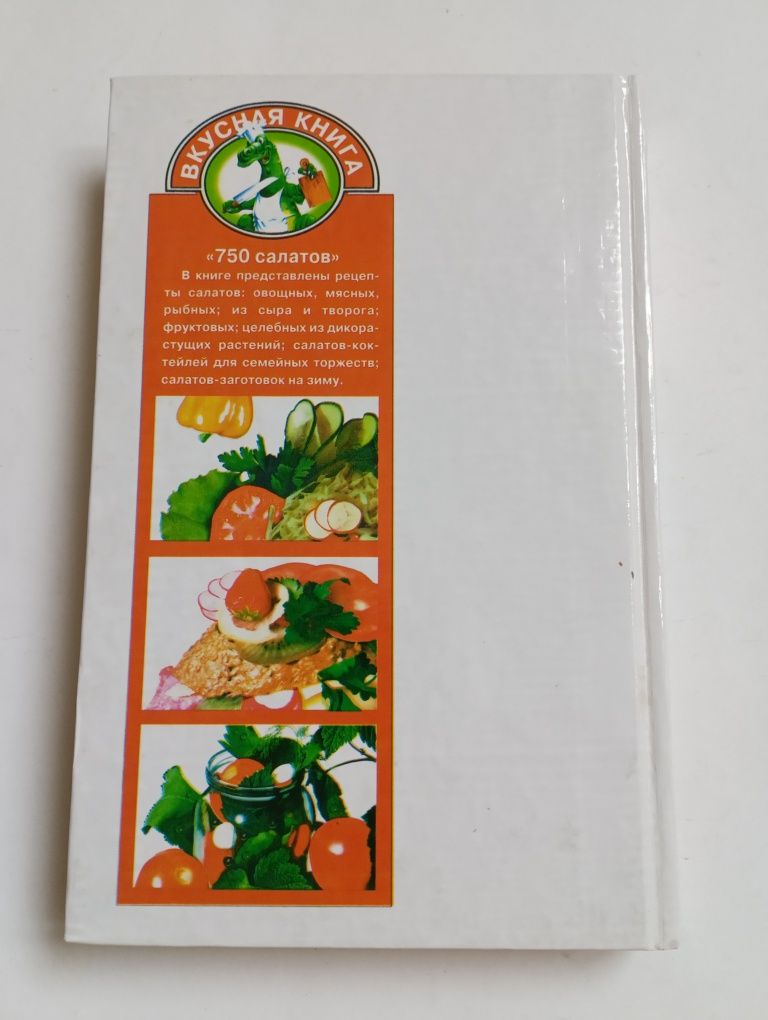 ВКУСНАЯ КНИГА
«750 салатов»
В книге представлены рецеп-
ты салатов: овощных, мясных,
рыбных; из сыра и творога;
фруктовых; целебных из дикора-
стущих растений; салатов-кок-
тейлей для семейных торжеств;
салатов-заготовок на зиму.